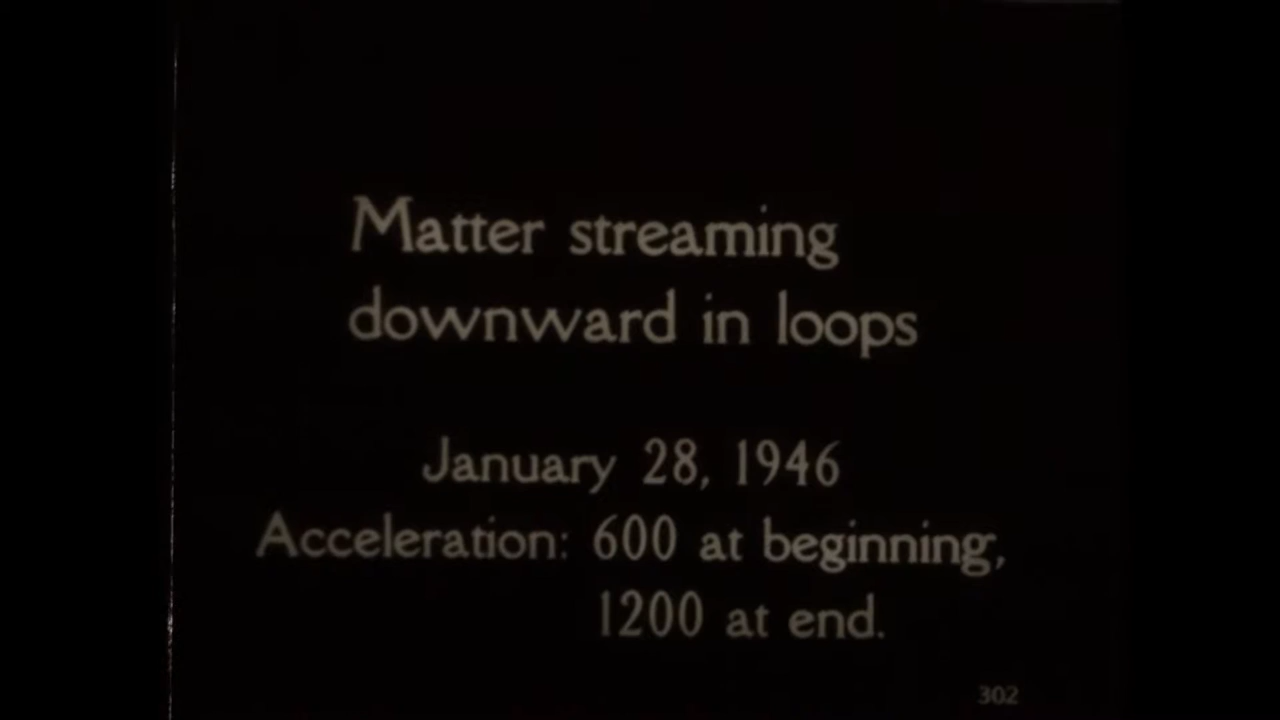 Matter streaming
downward in loops
January 28, 1946
Acceleration: 600 at beginning,
1200 at end.
302